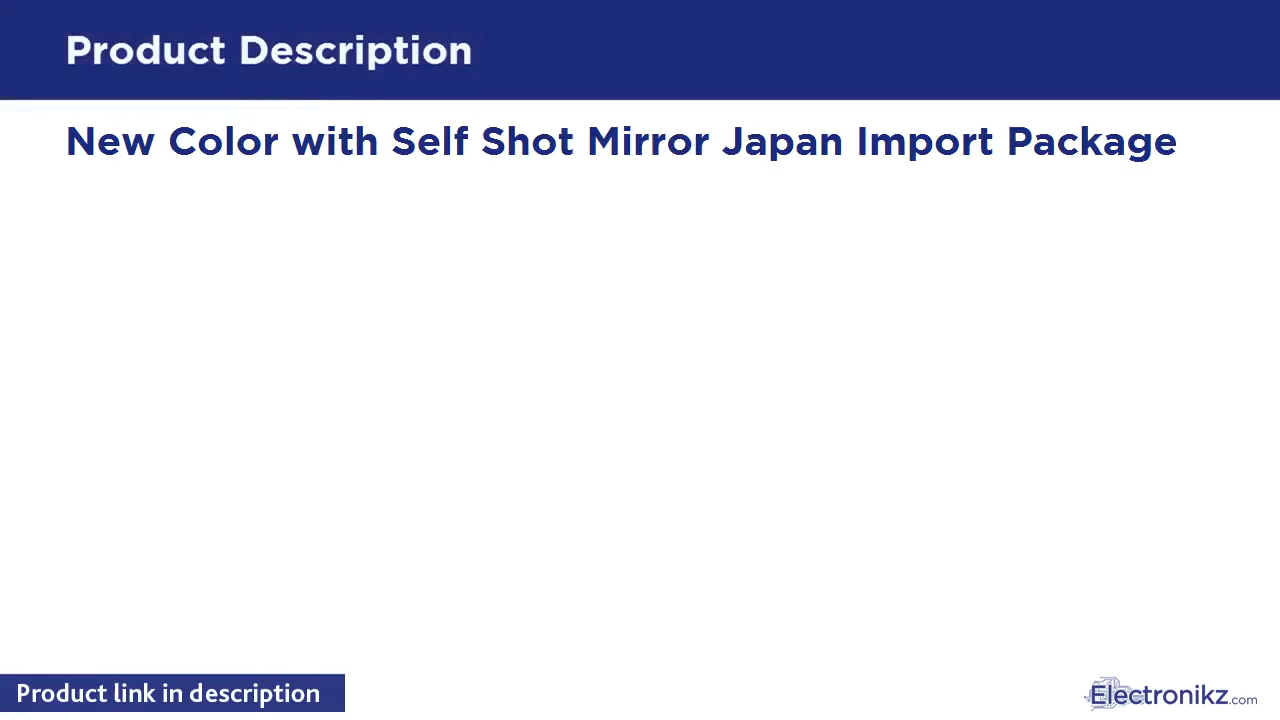 Product Description
New Color with Self Shot Mirror Japan Import Package
Product link in description
Electronikz.com